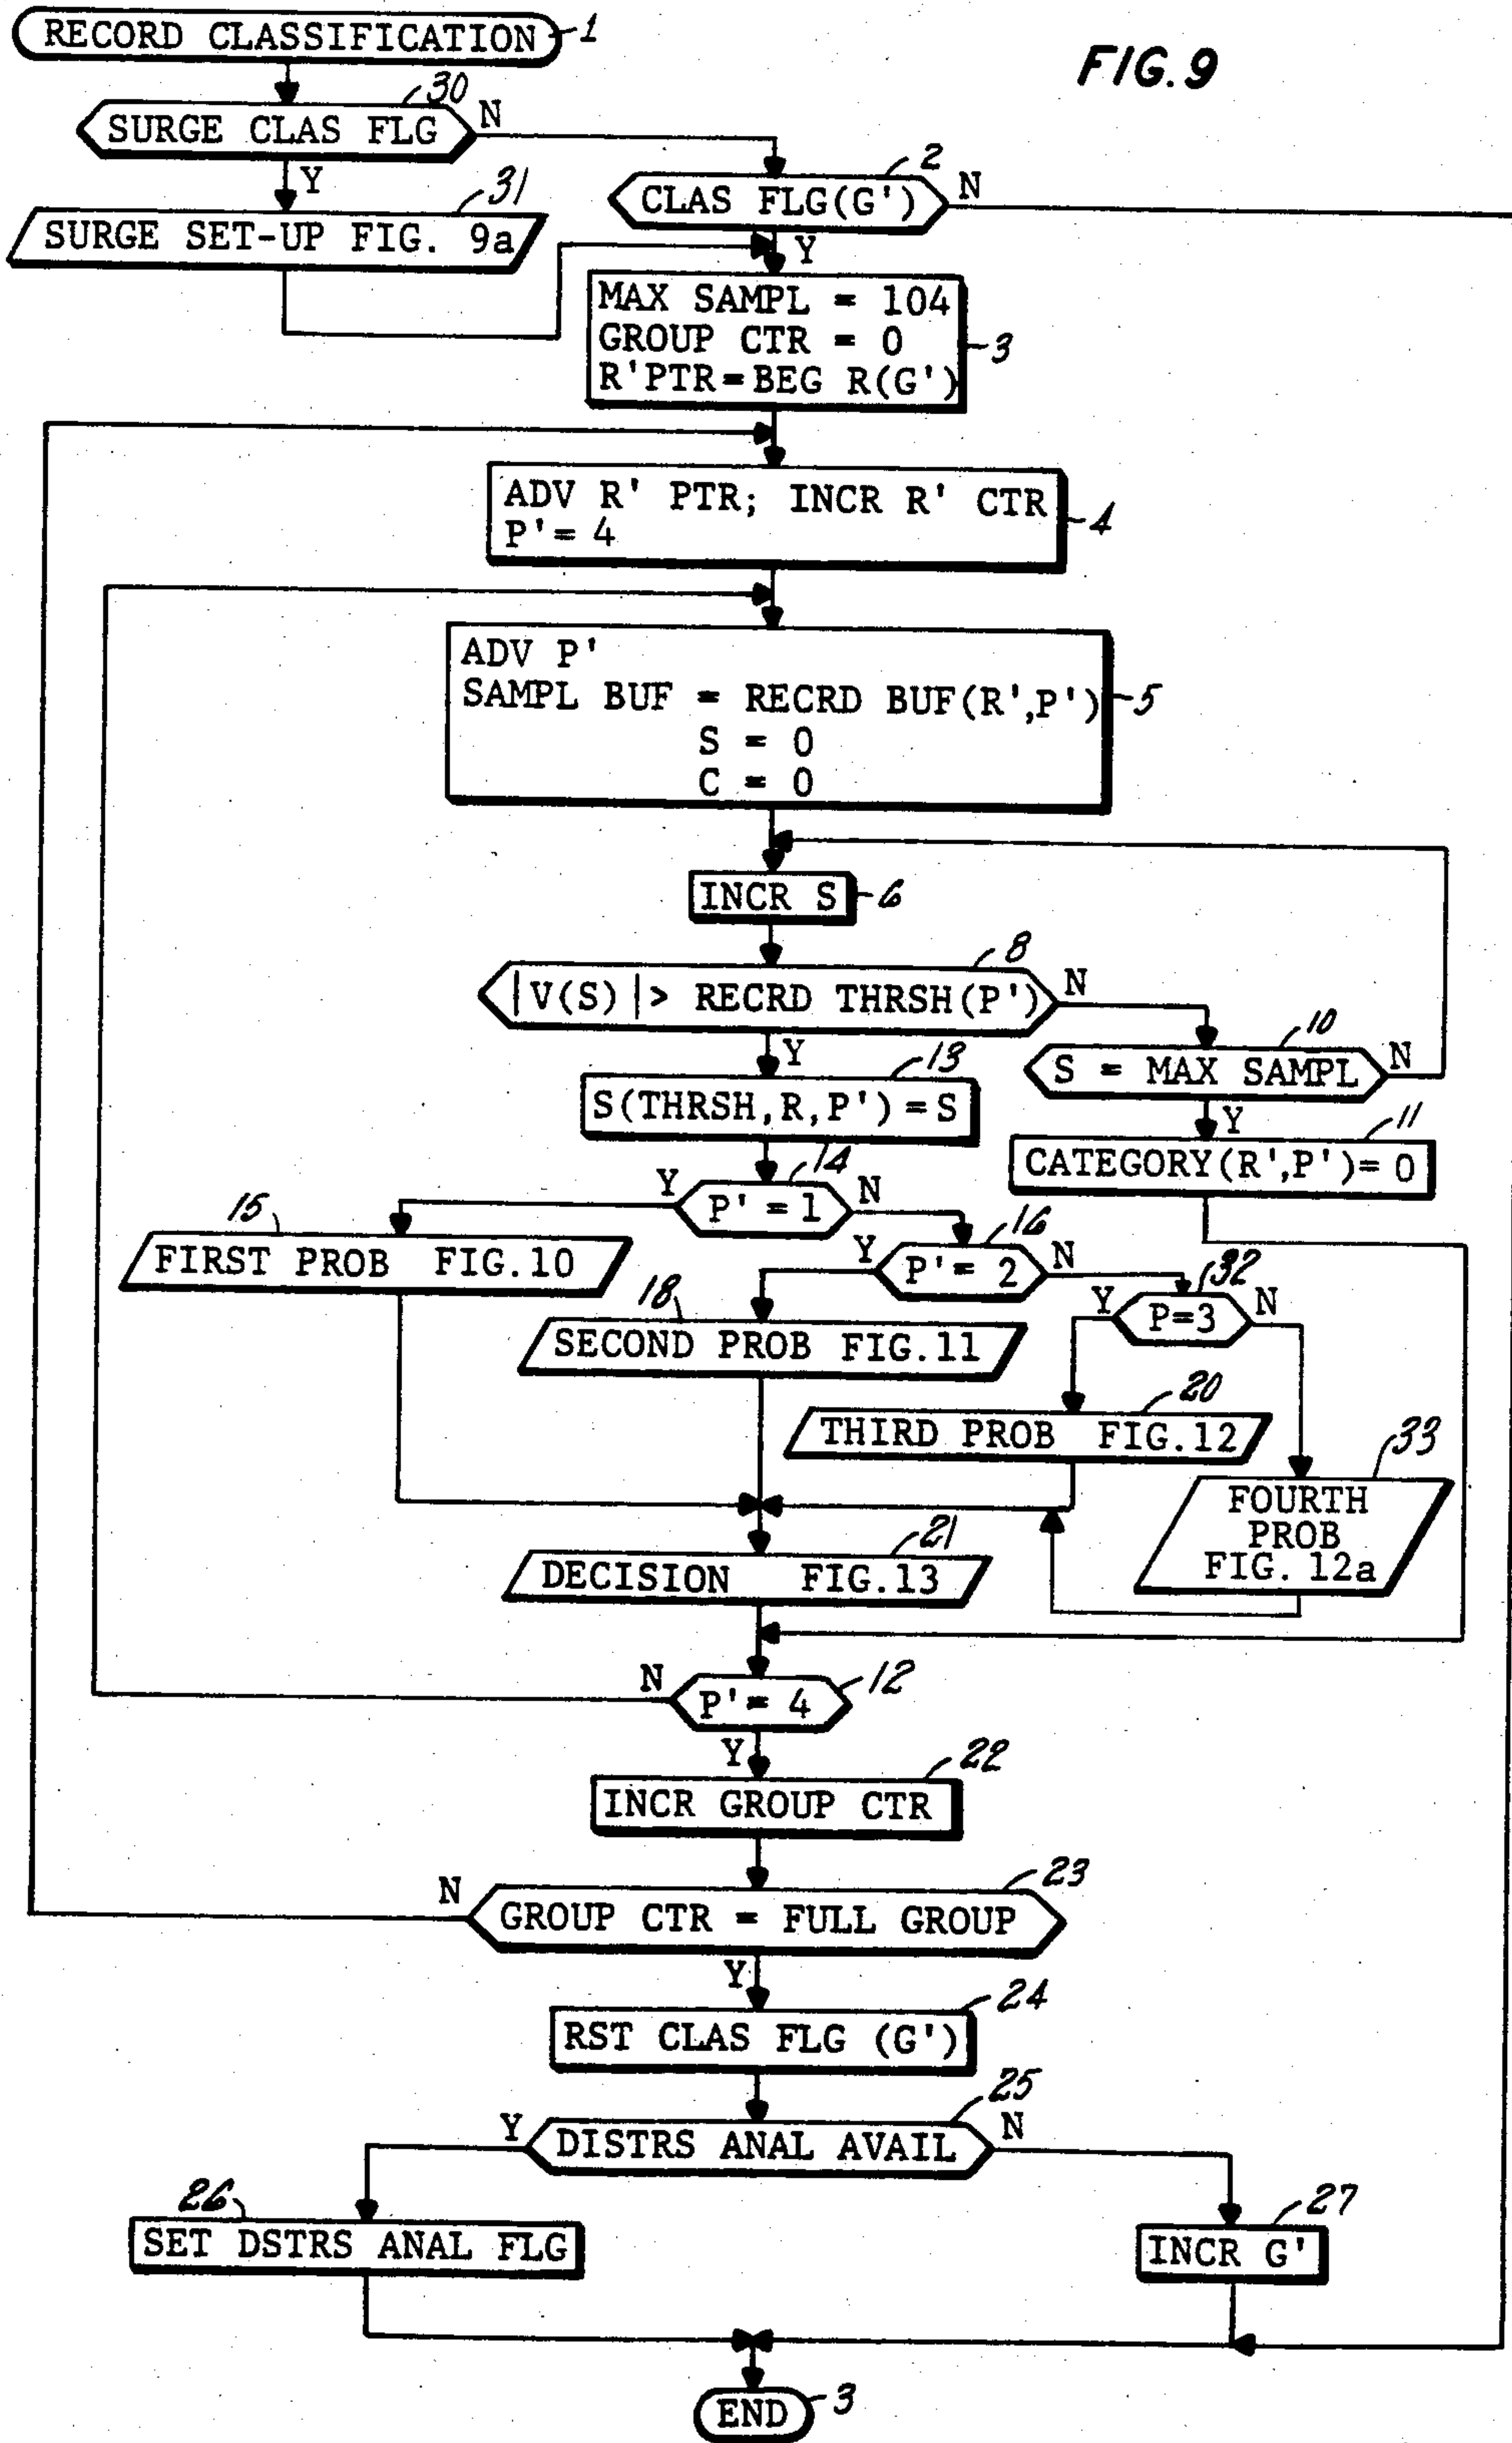 RECORD CLASSIFICATION
1
FIG. 9
30
SURGE CLAS FLG
N
Y
2
CLAS FLG(G')
N
Y
31
SURGE SET-UP FIG. 9a
MAX SAMPL = 104
GROUP CTR = 0
R'PTR=BEG R(G')
3
ADV R' PTR; INCR R' CTR
P'= 4
4
ADV P'
SAMPL BUF = RECRD BUF(R',P')
S = 0
C = 0
5
INCR S
6
8
|V(S)|> RECRD THRSH(P')
N
Y
10
S = MAX SAMPL
N
Y
13
S(THRSH,R,P')=S
11
CATEGORY(R',P')= 0
14
Y
P'=1
N
15
FIRST PROB FIG.10
16
Y
P'= 2
N
18
SECOND PROB FIG.11
32
Y
P=3
N
20
THIRD PROB FIG.12
33
FOURTH
PROB
FIG. 12a
21
DECISION FIG.13
N
P'= 4
12
Y
22
INCR GROUP CTR
23
N
GROUP CTR = FULL GROUP
Y
24
RST CLAS FLG (G')
25
Y
DISTRS ANAL AVAIL
N
26
SET DSTRS ANAL FLG
27
INCR G'
END
3